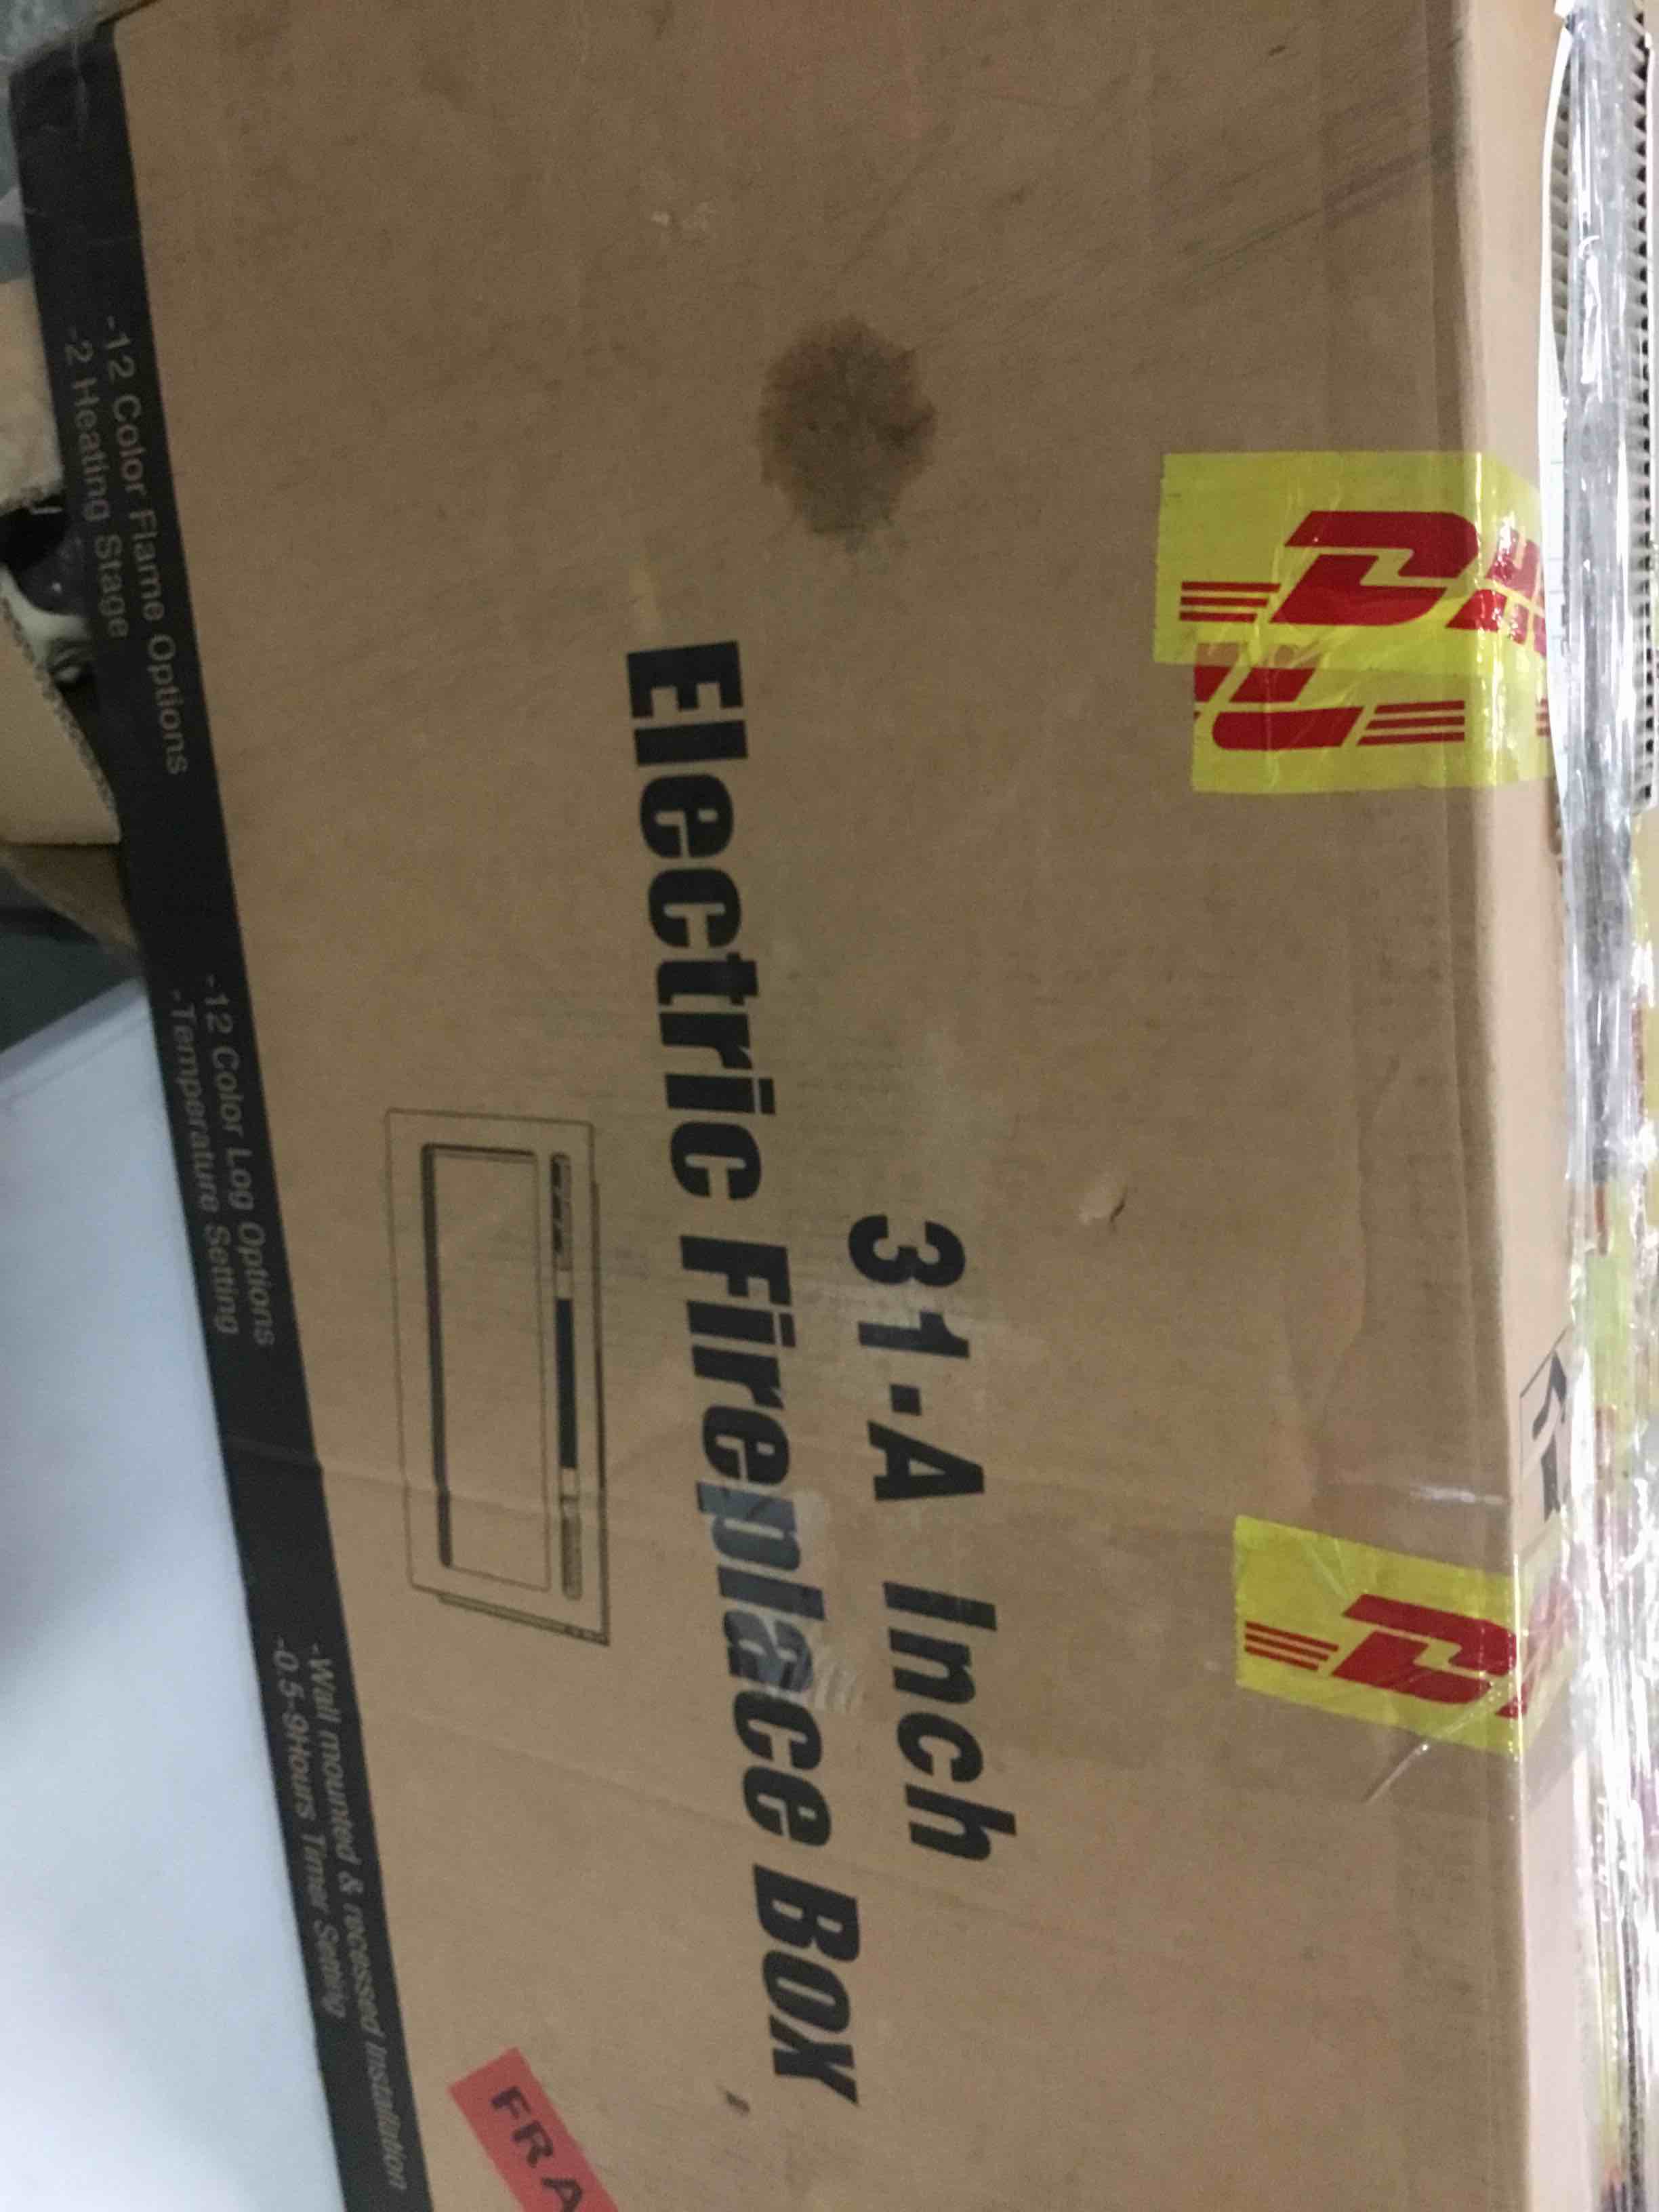 DHL
L
D
31-A Inch
Electric Fireplace BOX
-12 Color Flame Options
-2 Heating Stage
-12 Color Log Options
-Temperature Setting
-Wall mounted & recessed Installation
-0.5-9Hours Timer Setting
FRA